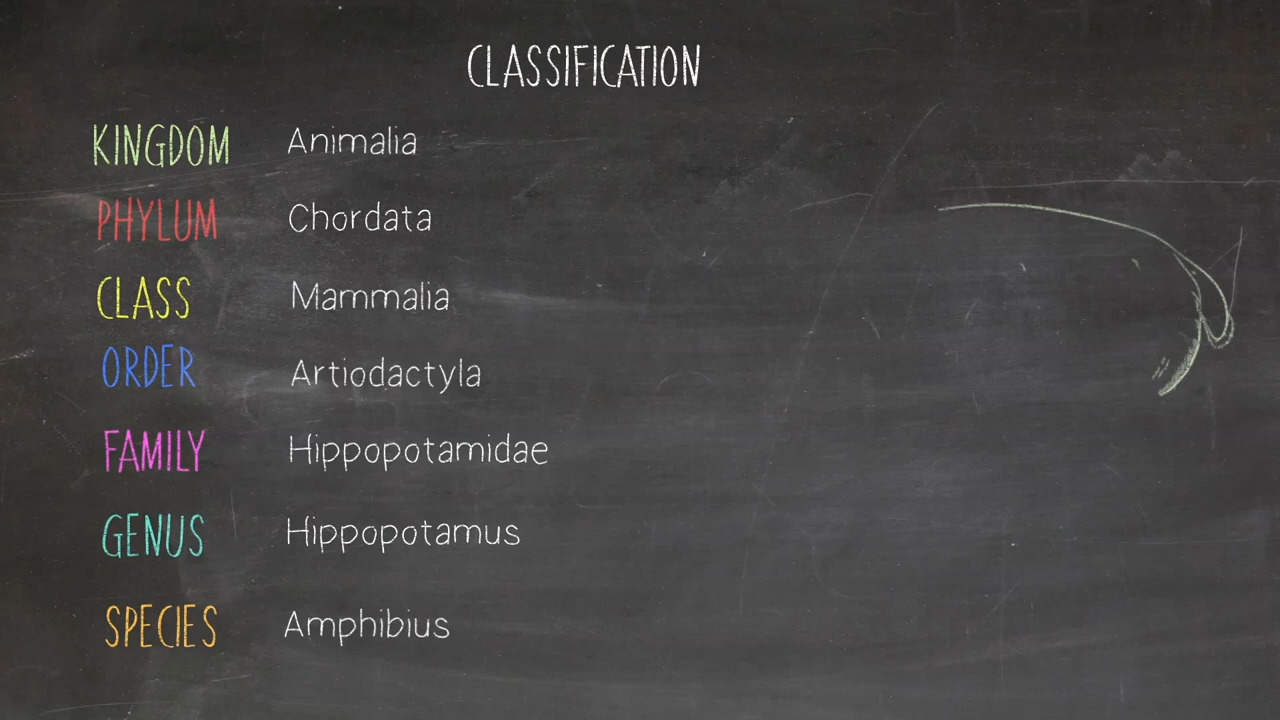 CLASSIFICATION
KINGDOM Animalia
PHYLUM Chordata
CLASS Mammalia
ORDER Artiodactyla
FAMILY Hippopotamidae
GENUS Hippopotamus
SPECIES Amphibius